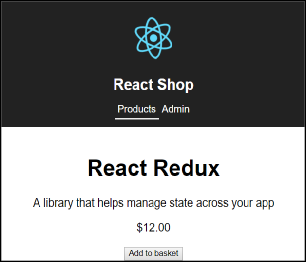 React Shop
Products Admin
React Redux
A library that helps manage state across your app
$12.00
Add to basket